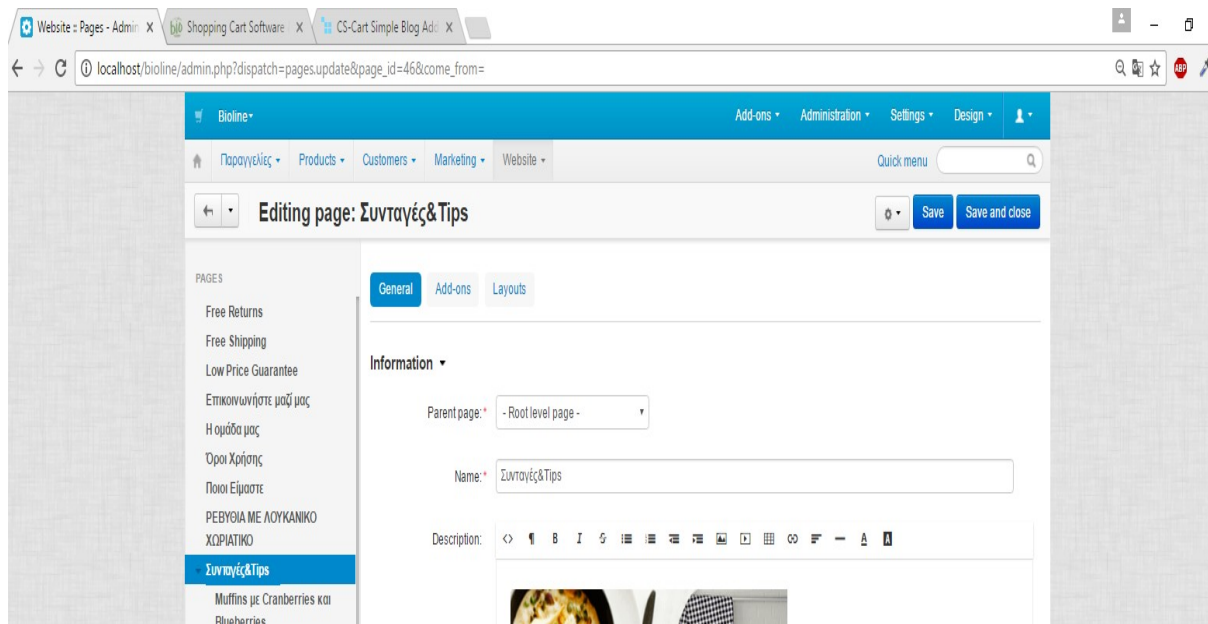 Website :: Pages - Admin
Shopping Cart Software
CS-Cart Simple Blog Add
localhost/bioline/admin.php?dispatch=pages.update&page_id=46&come_from=
ABP
Bioline
Add-ons Administration Settings Design
Παραγγελίες Products Customers Marketing Website Quick menu
Editing page: Συνταγές&Tips
Save Save and close
PAGES
Free Returns
Free Shipping
Low Price Guarantee
Επικοινωνήστε μαζί μας
Η ομάδα μας
Όροι Χρήσης
Ποιοι Είμαστε
ΡΕΒΥΘΙΑ ΜΕ ΛΟΥΚΑΝΙΚΟ
ΧΩΡΙΑΤΙΚΟ
Συνταγές&Tips
Muffins με Cranberries και
Blueberries
General Add-ons Layouts
Information
Parent page:* - Root level page -
Name:* Συνταγές&Tips
Description: